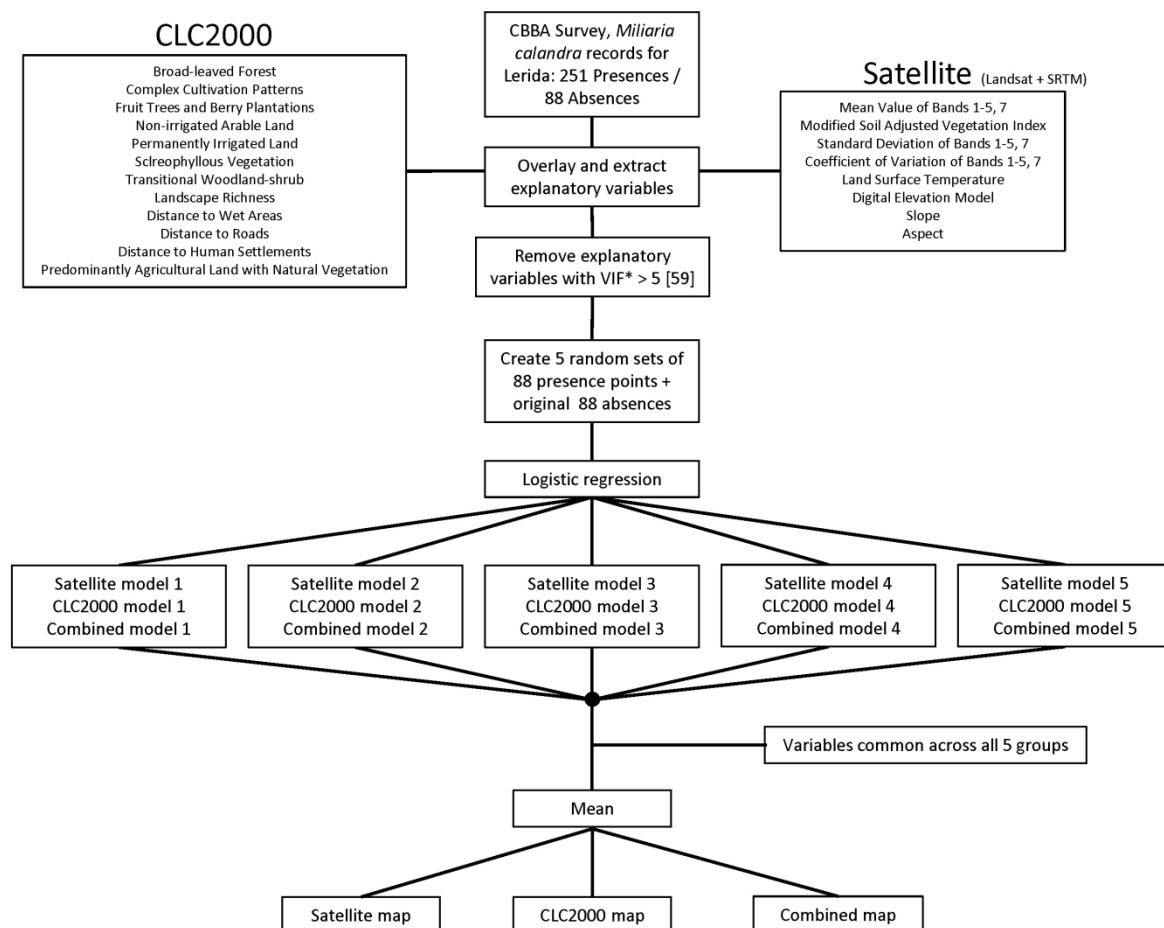 CLC2000
Broad-leaved Forest
Complex Cultivation Patterns
Fruit Trees and Berry Plantations
Non-irrigated Arable Land
Permanently Irrigated Land
Sclreophyllous Vegetation
Transitional Woodland-shrub
Landscape Richness
Distance to Wet Areas
Distance to Roads
Distance to Human Settlements
Predominantly Agricultural Land with Natural Vegetation
CBBA Survey, Miliaria
calandra records for
Lerida: 251 Presences /
88 Absences
Satellite (Landsat + SRTM)
Mean Value of Bands 1-5, 7
Modified Soil Adjusted Vegetation Index
Standard Deviation of Bands 1-5, 7
Coefficient of Variation of Bands 1-5, 7
Land Surface Temperature
Digital Elevation Model
Slope
Aspect
Overlay and extract
explanatory variables
Remove explanatory
variables with VIF* > 5 [59]
Create 5 random sets of
88 presence points +
original 88 absences
Logistic regression
Satellite model 1
CLC2000 model 1
Combined model 1
Satellite model 2
CLC2000 model 2
Combined model 2
Satellite model 3
CLC2000 model 3
Combined model 3
Satellite model 4
CLC2000 model 4
Combined model 4
Satellite model 5
CLC2000 model 5
Combined model 5
Variables common across all 5 groups
Mean
Satellite map
CLC2000 map
Combined map